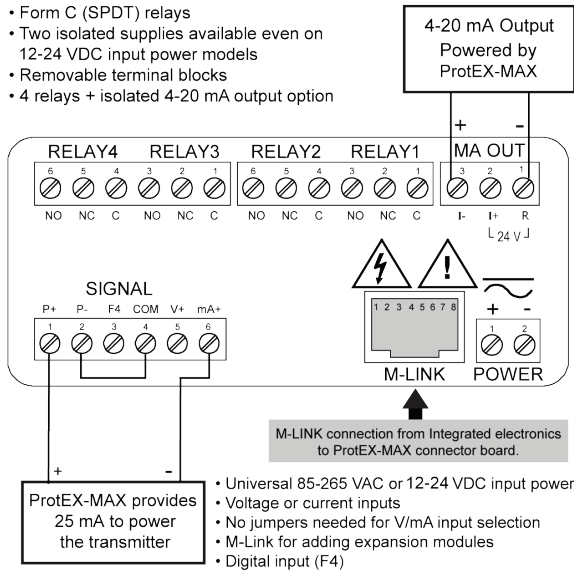 • Form C (SPDT) relays
• Two isolated supplies available even on
12-24 VDC input power models
• Removable terminal blocks
• 4 relays + isolated 4-20 mA output option
4-20 mA Output
Powered by
ProtEX-MAX
+ -
RELAY4 RELAY3 RELAY2 RELAY1 MA OUT
6 5 4 3 2 1 6 5 4 3 2 1 3 2 1
NO NC C NO NC C NO NC C NO NC C I- I+ R
24 V
SIGNAL
P+ P- F4 COM V+ mA+
1 2 3 4 5 6
!
1 2 3 4 5 6 7 8
+ -
1 2
M-LINK POWER
M-LINK connection from Integrated electronics
to ProtEX-MAX connector board.
+ -
ProtEX-MAX provides
25 mA to power
the transmitter
• Universal 85-265 VAC or 12-24 VDC input power
• Voltage or current inputs
• No jumpers needed for V/mA input selection
• M-Link for adding expansion modules
• Digital input (F4)